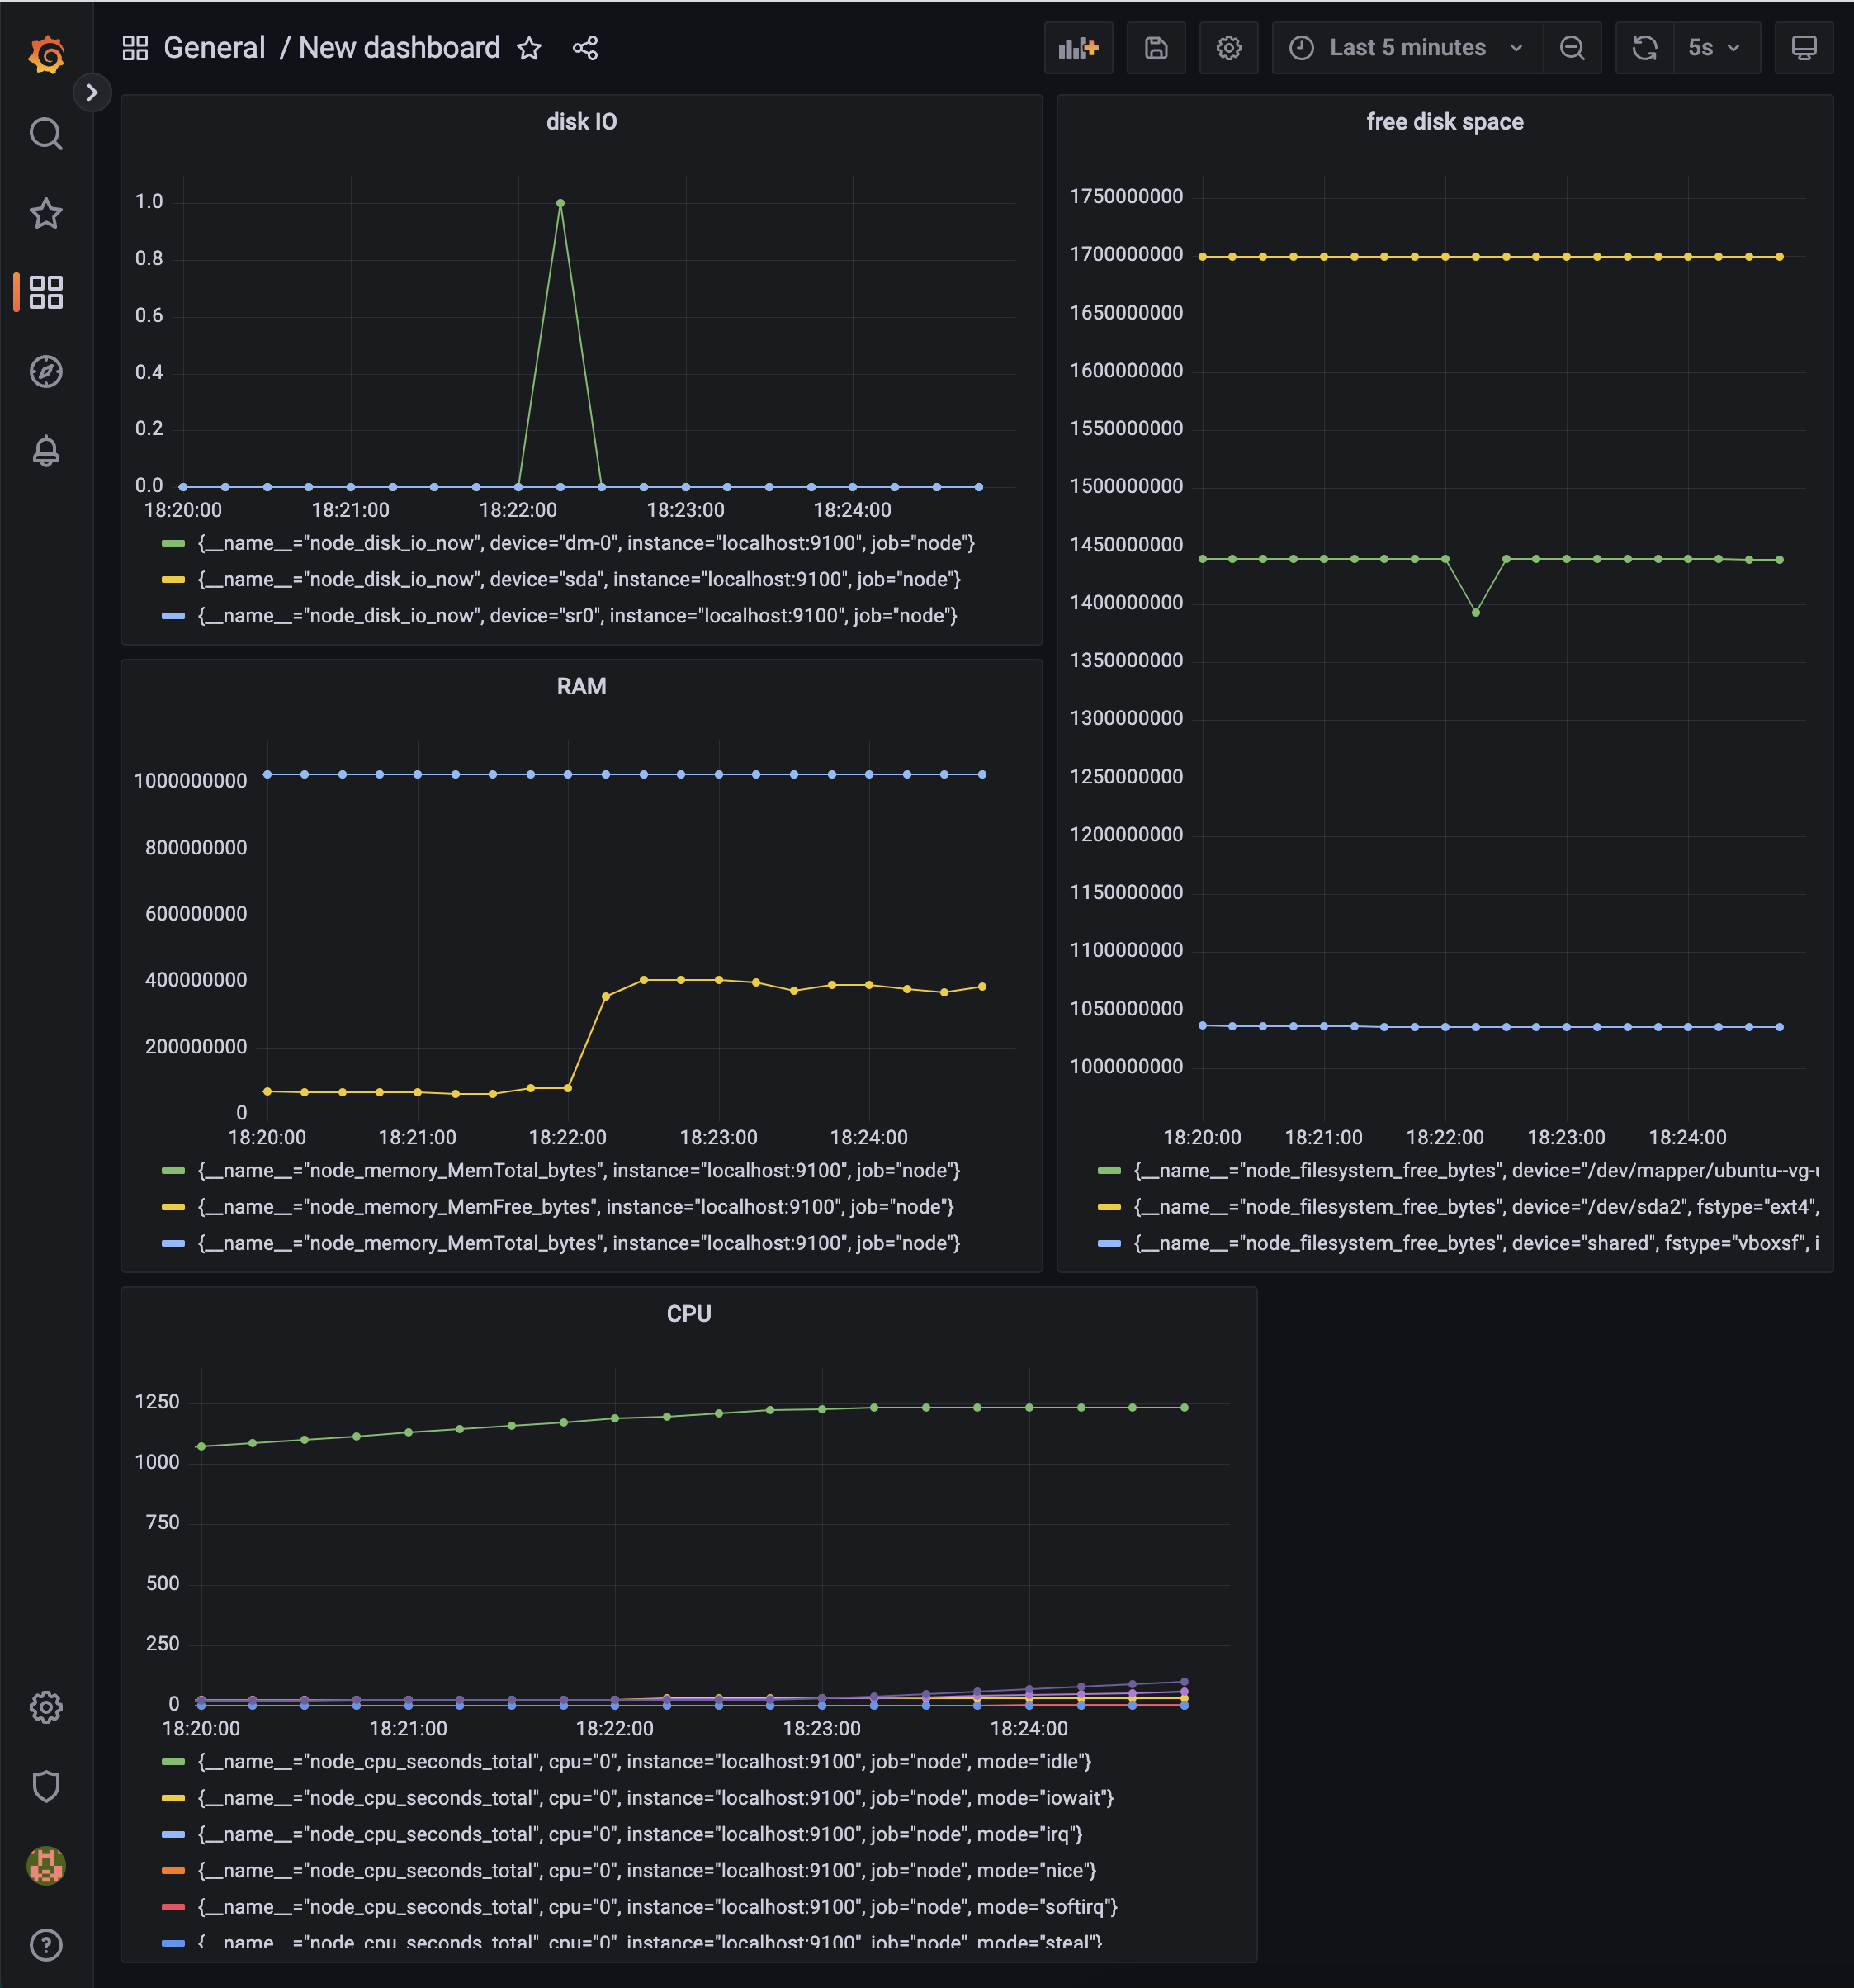 General / New dashboard
Last 5 minutes
5s
disk IO
1.0
0.8
0.6
0.4
0.2
0.0
18:20:00 18:21:00 18:22:00 18:23:00 18:24:00
{__name__="node_disk_io_now", device="dm-0", instance="localhost:9100", job="node"}
{__name__="node_disk_io_now", device="sda", instance="localhost:9100", job="node"}
{__name__="node_disk_io_now", device="sr0", instance="localhost:9100", job="node"}
free disk space
1750000000
1700000000
1650000000
1600000000
1550000000
1500000000
1450000000
1400000000
1350000000
1300000000
1250000000
1200000000
1150000000
1100000000
1050000000
1000000000
18:20:00 18:21:00 18:22:00 18:23:00 18:24:00
{__name__="node_filesystem_free_bytes", device="/dev/mapper/ubuntu--vg-u
{__name__="node_filesystem_free_bytes", device="/dev/sda2", fstype="ext4",
{__name__="node_filesystem_free_bytes", device="shared", fstype="vboxsf", i
RAM
1000000000
800000000
600000000
400000000
200000000
0
18:20:00 18:21:00 18:22:00 18:23:00 18:24:00
{__name__="node_memory_MemTotal_bytes", instance="localhost:9100", job="node"}
{__name__="node_memory_MemFree_bytes", instance="localhost:9100", job="node"}
{__name__="node_memory_MemTotal_bytes", instance="localhost:9100", job="node"}
CPU
1250
1000
750
500
250
0
18:20:00 18:21:00 18:22:00 18:23:00 18:24:00
{__name__="node_cpu_seconds_total", cpu="0", instance="localhost:9100", job="node", mode="idle"}
{__name__="node_cpu_seconds_total", cpu="0", instance="localhost:9100", job="node", mode="iowait"}
{__name__="node_cpu_seconds_total", cpu="0", instance="localhost:9100", job="node", mode="irq"}
{__name__="node_cpu_seconds_total", cpu="0", instance="localhost:9100", job="node", mode="nice"}
{__name__="node_cpu_seconds_total", cpu="0", instance="localhost:9100", job="node", mode="softirq"}
{__name__="node_cpu_seconds_total", cpu="0", instance="localhost:9100", job="node", mode="steal"}